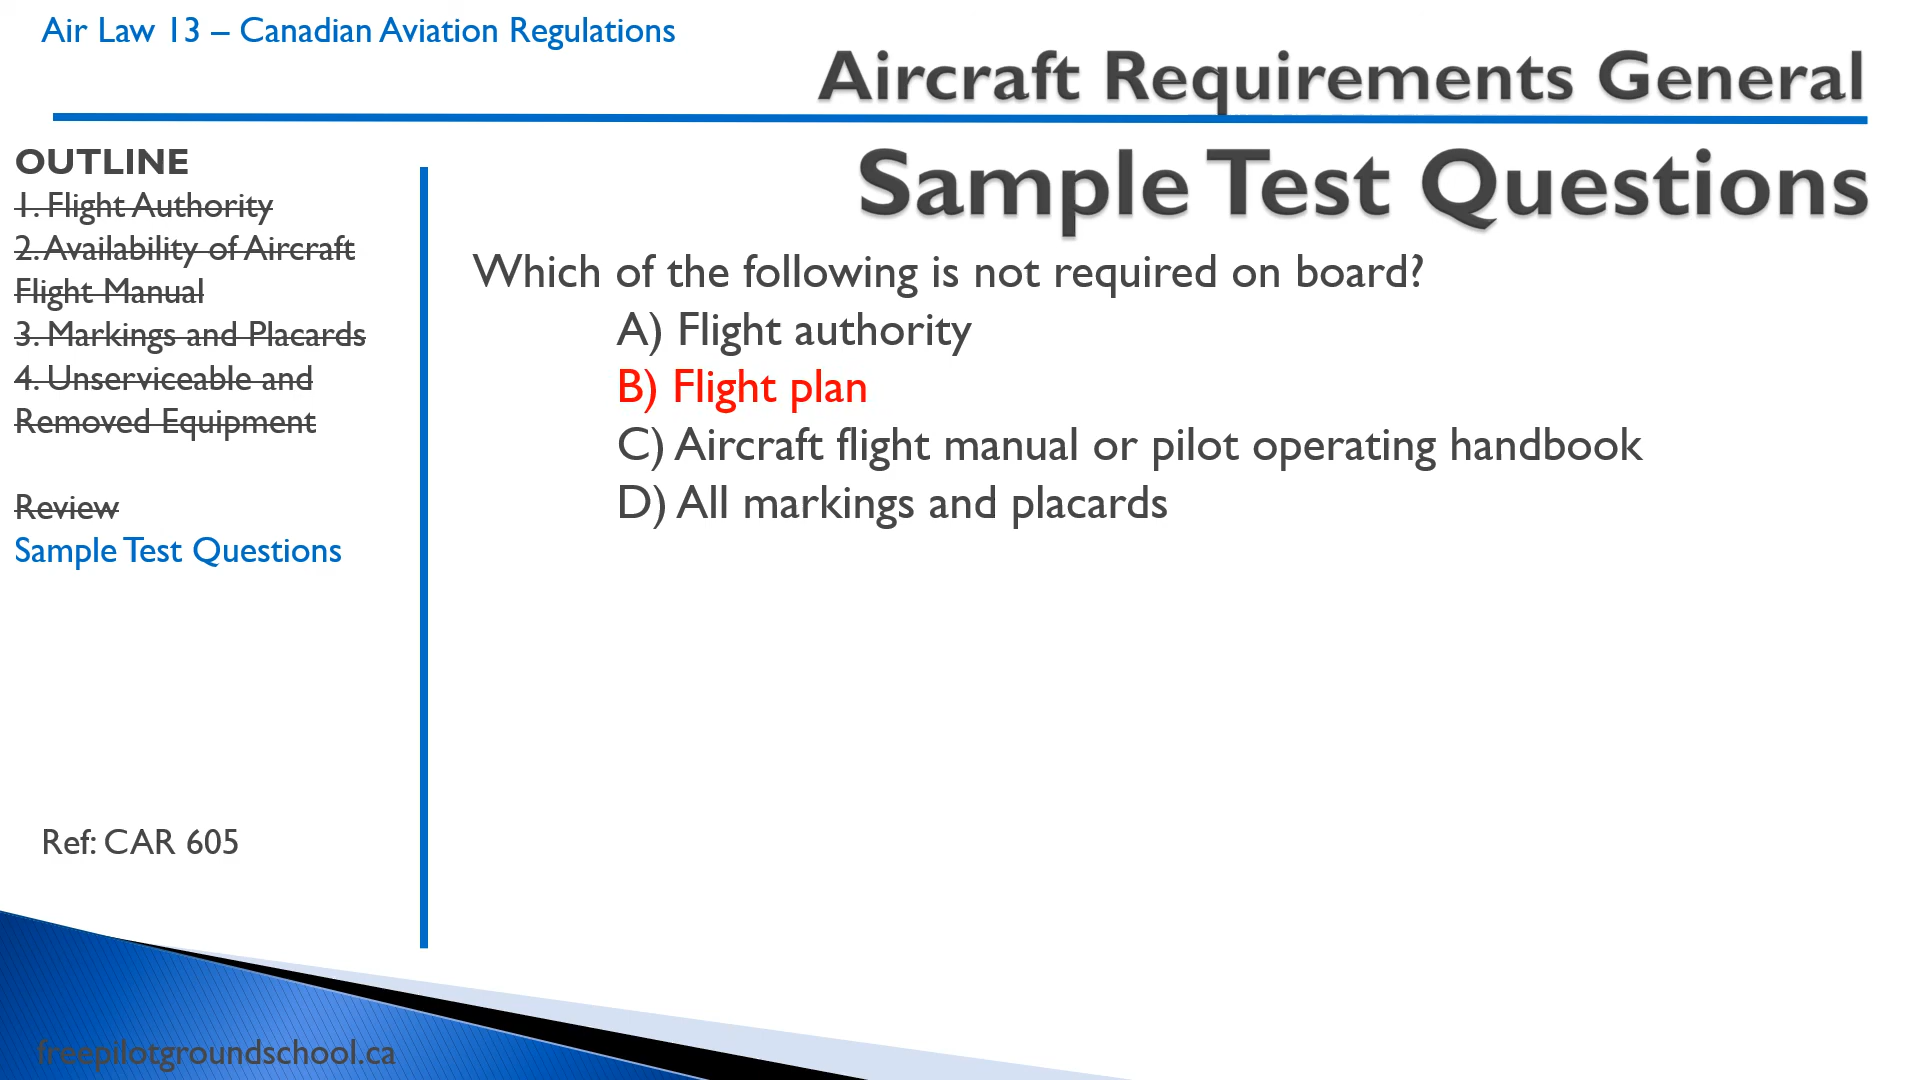 Air Law 13 – Canadian Aviation Regulations
Aircraft Requirements General
OUTLINE
1. Flight Authority
2. Availability of Aircraft
Flight Manual
3. Markings and Placards
4. Unserviceable and
Removed Equipment
Review
Sample Test Questions
Ref: CAR 605
Sample Test Questions
Which of the following is not required on board?
A) Flight authority
B) Flight plan
C) Aircraft flight manual or pilot operating handbook
D) All markings and placards
freepilotgroundschool.ca